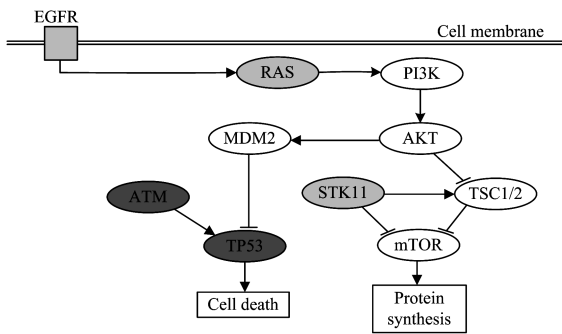 EGFR
Cell membrane
RAS
PI3K
MDM2
AKT
ATM
STK11
TSC1/2
TP53
mTOR
Cell death
Protein
synthesis